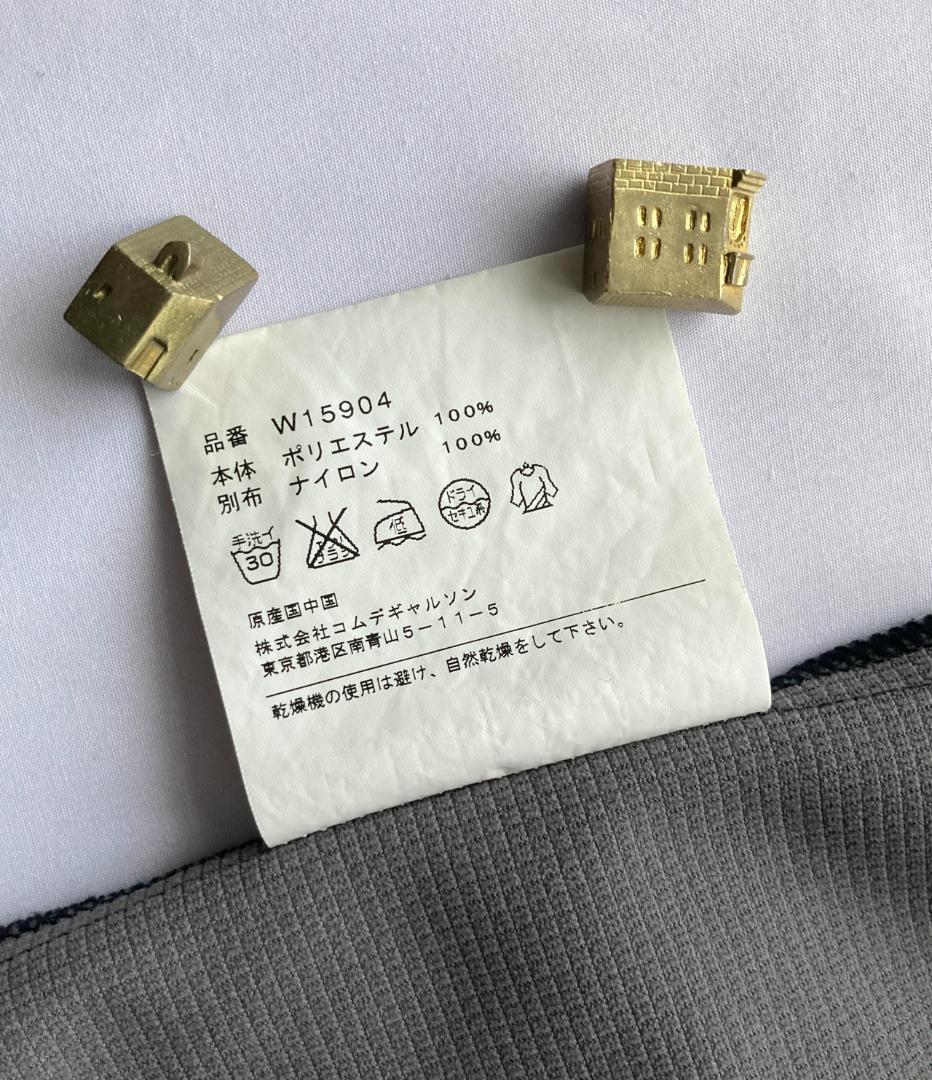 品番 W15904
本体 ポリエステル 100%
別布 ナイロン 100%
手洗イ 30 低 ドライ セキユ系
原産国中国
株式会社コムデギャルソン
東京都港区南青山5-11-5
乾燥機の使用は避け、自然乾燥をして下さい。